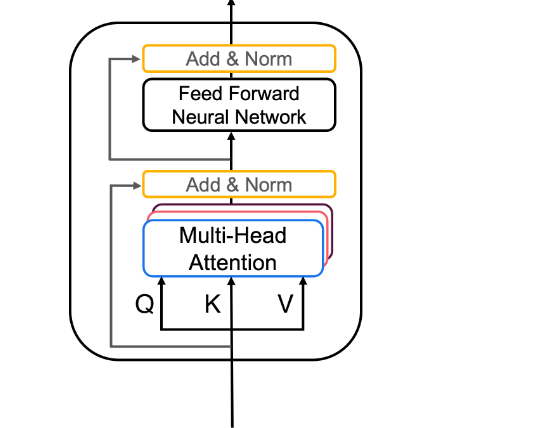 Add & Norm
Feed Forward
Neural Network
Add & Norm
Multi-Head
Attention
Q K V